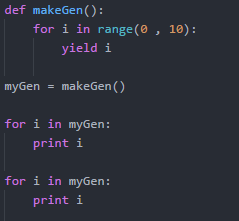 def makeGen():
    for i in range(0 , 10):
        yield i

myGen = makeGen()

for i in myGen:
    print i

for i in myGen:
    print i